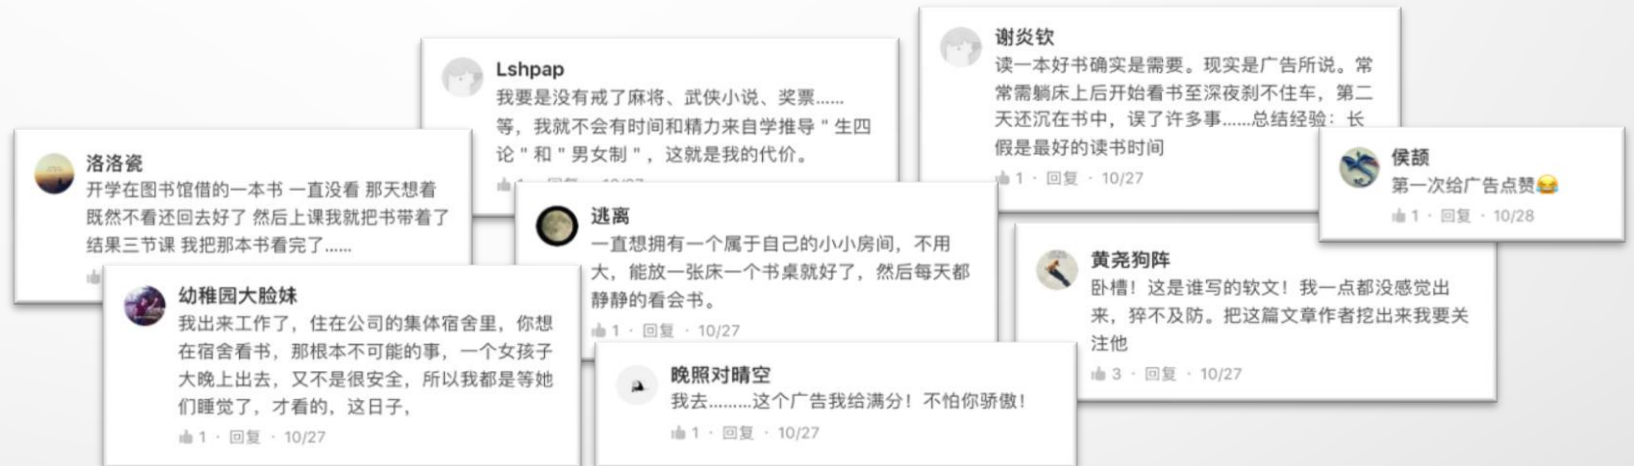 洛洛瓷
开学在图书馆借的一本书 一直没看 那天想着
既然不看还回去好了 然后上课我就把书带着了
结果三节课 我把那本书看完了……
幼稚园大脸妹
我出来工作了，住在公司的集体宿舍里，你想
在宿舍看书，那根本不可能的事，一个女孩子
大晚上出去，又不是很安全，所以我都是等她
们睡觉了，才看的，这日子，
1 · 回复 · 10/27
Lshpap
我要是没有戒了麻将、武侠小说、奖票……
等，我就不会有时间和精力来自学推导＂生四
论＂和＂男女制＂，这就是我的代价。
逃离
一直想拥有一个属于自己的小小房间，不用
大，能放一张床一个书桌就好了，然后每天都
静静的看会书。
1 · 回复 · 10/27
晚照对晴空
我去………这个广告我给满分！不怕你骄傲！
1 · 回复 · 10/27
谢炎钦
读一本好书确实是需要。现实是广告所说。常
常需躺床上后开始看书至深夜刹不住车，第二
天还沉在书中，误了许多事……总结经验：长
假是最好的读书时间
1 · 回复 · 10/27
侯颉
第一次给广告点赞😂
1 · 回复 · 10/28
黄尧狗阵
卧槽！这是谁写的软文！我一点都没感觉出
来，猝不及防。把这篇文章作者挖出来我要关
注他
3 · 回复 · 10/27